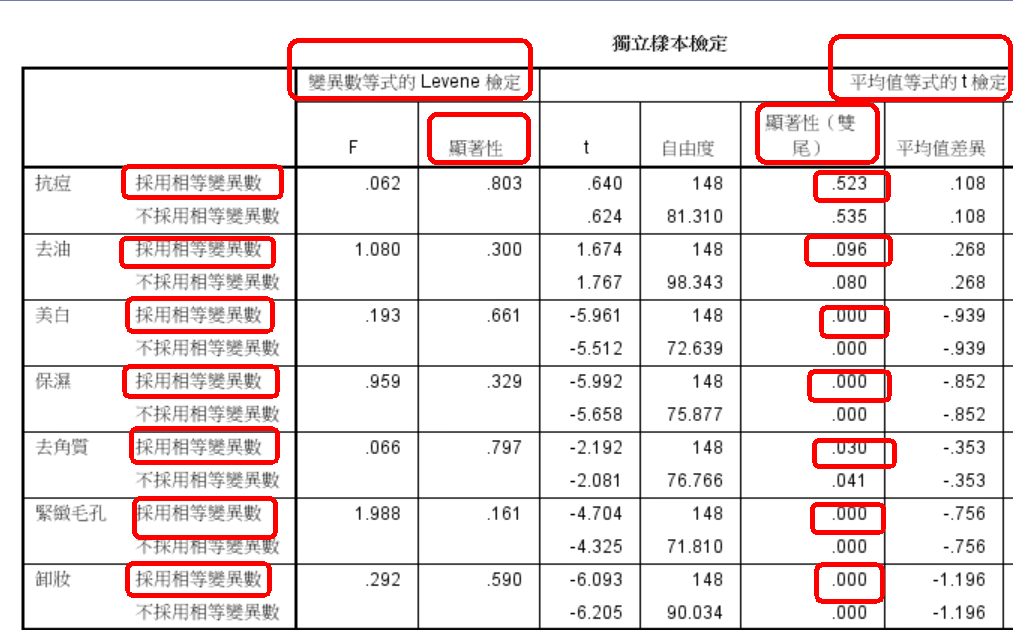 獨立樣本檢定
變異數等式的 Levene 檢定 平均值等式的 t 檢定
F 顯著性 t 自由度 顯著性（雙尾） 平均值差異
抗痘 採用相等變異數 .062 .803 .640 148 .523 .108
不採用相等變異數 .624 81.310 .535 .108
去油 採用相等變異數 1.080 .300 1.674 148 .096 .268
不採用相等變異數 1.767 98.343 .080 .268
美白 採用相等變異數 .193 .661 -5.961 148 .000 -.939
不採用相等變異數 -5.512 72.639 .000 -.939
保濕 採用相等變異數 .959 .329 -5.992 148 .000 -.852
不採用相等變異數 -5.658 75.877 .000 -.852
去角質 採用相等變異數 .066 .797 -2.192 148 .030 -.353
不採用相等變異數 -2.081 76.766 .041 -.353
緊緻毛孔 採用相等變異數 1.988 .161 -4.704 148 .000 -.756
不採用相等變異數 -4.325 71.810 .000 -.756
卸妝 採用相等變異數 .292 .590 -6.093 148 .000 -1.196
不採用相等變異數 -6.205 90.034 .000 -1.196